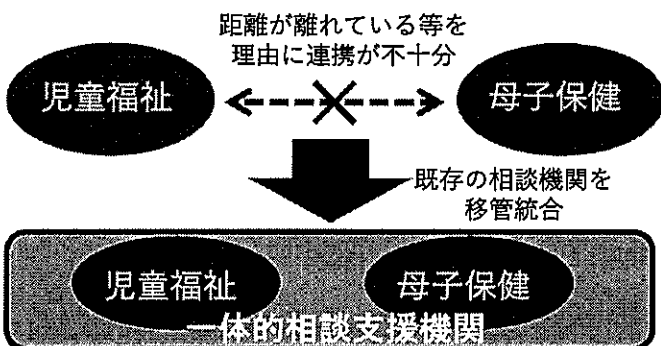 距離が離れている等を
理由に連携が不十分
児童福祉
母子保健
既存の相談機関を
移管統合
児童福祉
母子保健
一体的相談支援機関